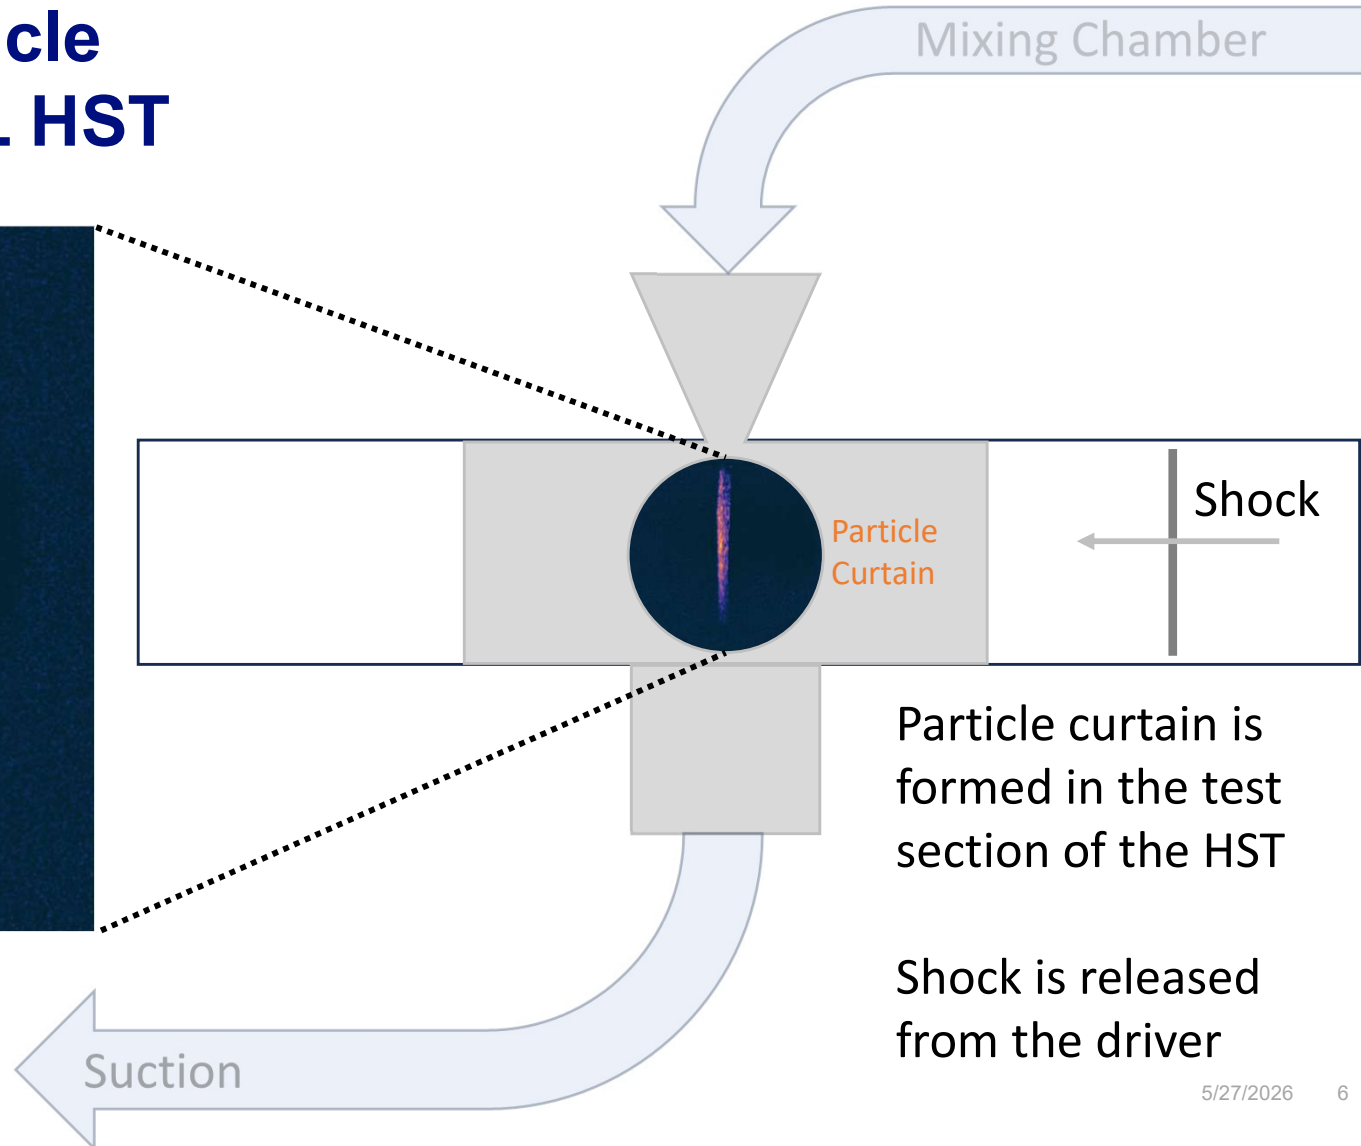 cle
HST
Mixing Chamber
Shock
Particle
Curtain
Particle curtain is
formed in the test
section of the HST
Shock is released
from the driver
Suction
5/27/2026 6